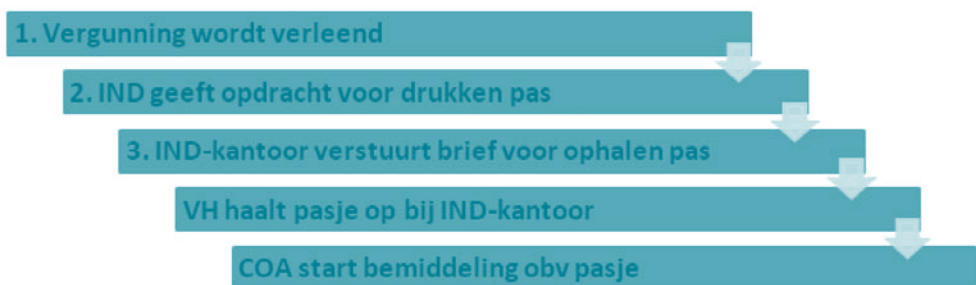 1. Vergunning wordt verleend
2. IND geeft opdracht voor drukken pas
3. IND-kantoor verstuurt brief voor ophalen pas
VH haalt pasje op bij IND-kantoor
COA start bemiddeling obv pasje